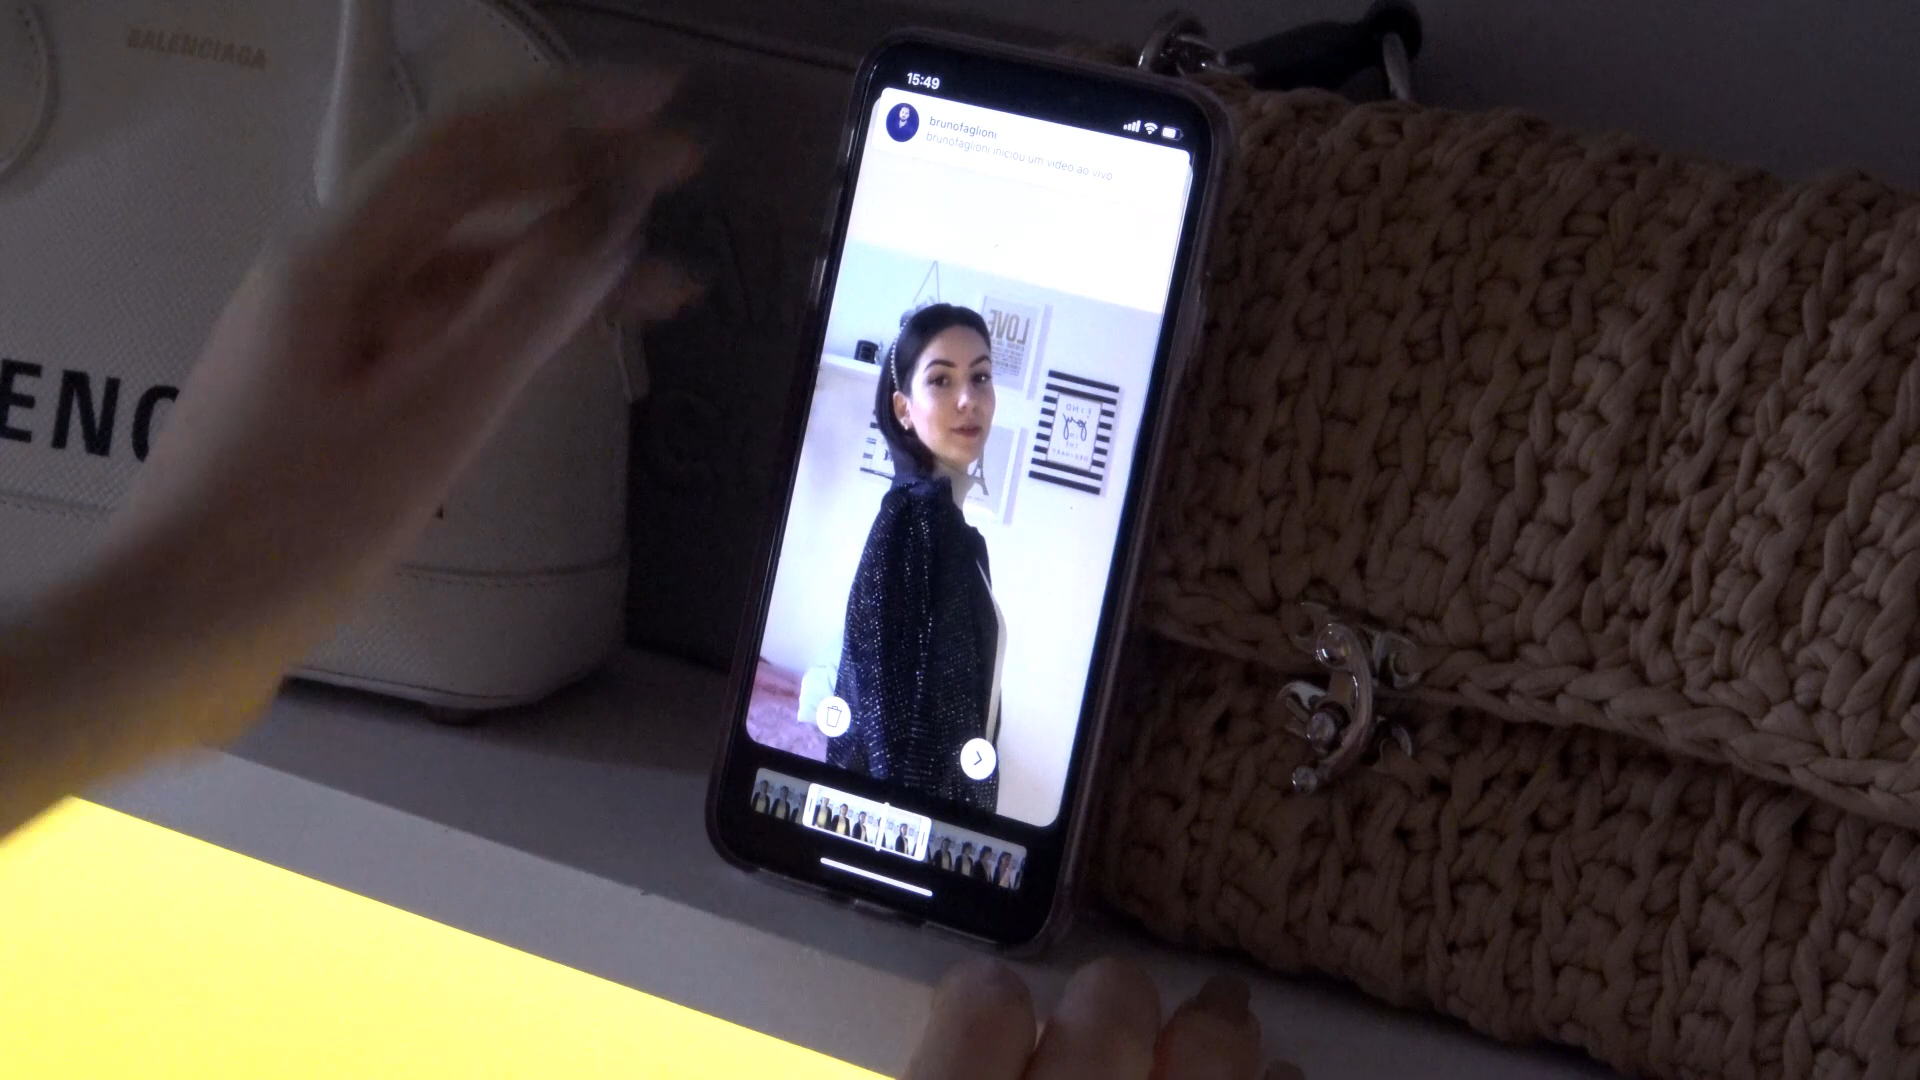 BALENCIAGA
ENC
15:49
brunofaglioni
brunofaglioni iniciou um vídeo ao vivo
LOVE